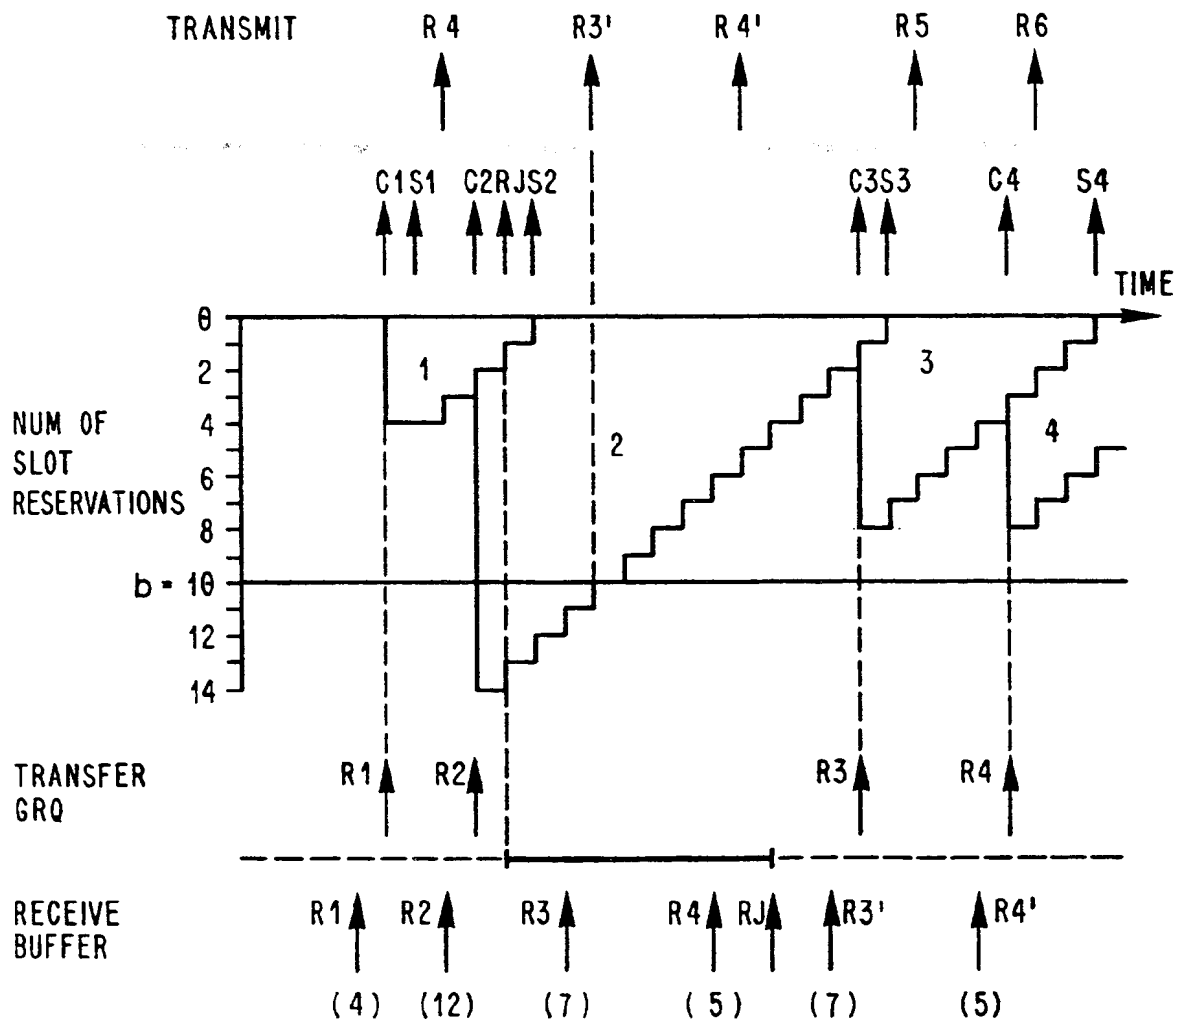 TRANSMIT R4 R3' R4' R5 R6
C1 S1 C2 RJ S2 C3 S3 C4 S4
TIME
0
2
4
6
8
b = 10
12
14
NUM OF
SLOT
RESERVATIONS
1
2
3
4
TRANSFER
GRQ
R1 R2 R3 R4
RECEIVE
BUFFER
R1 R2 R3 R4 RJ R3' R4'
(4) (12) (7) (5) (7) (5)